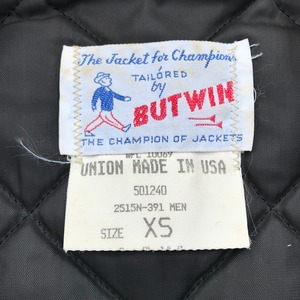 The Jacket for Champions
TAILORED
by
BUTWIN
THE CHAMPION OF JACKETS
WPL 10069
UNION MADE IN USA
501240
2515N-391 MEN
SIZE XS